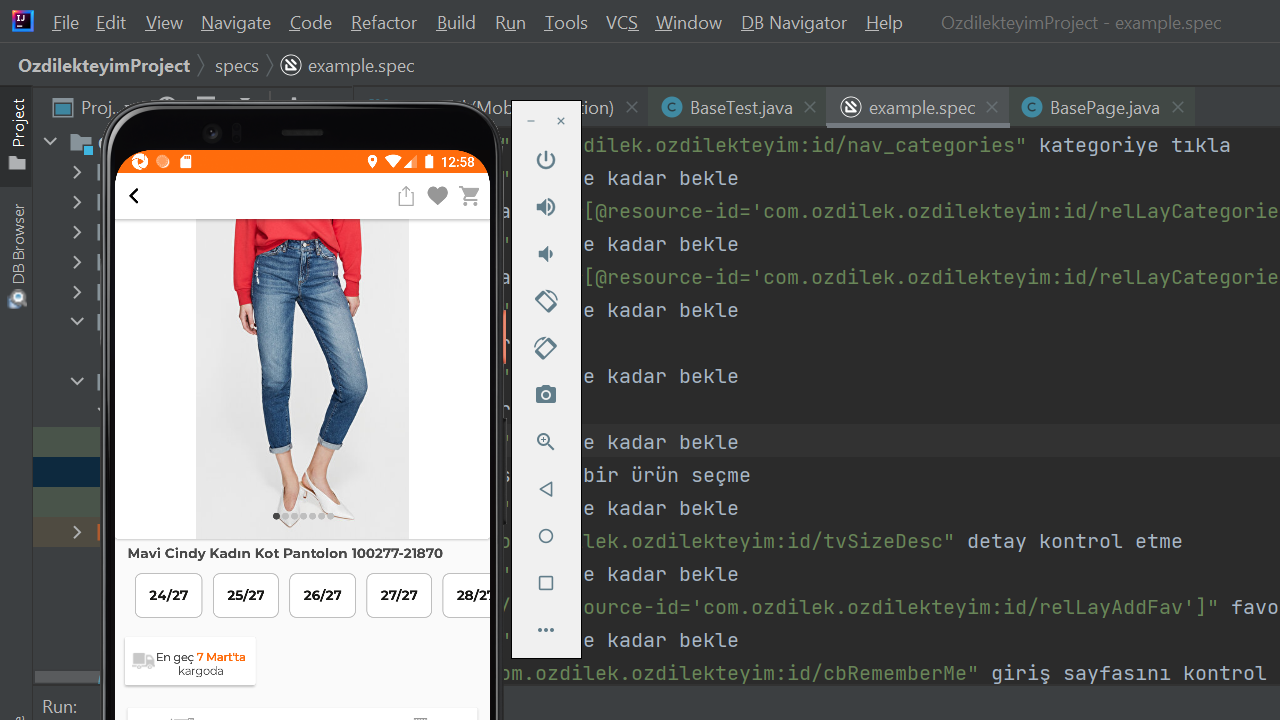 File Edit View Navigate Code Refactor Build Run Tools VCS Window DB Navigator Help OzdilekteyimProject - example.spec
OzdilekteyimProject specs example.spec
Project
DB Browser
Proj...
BaseTest.java
example.spec
BasePage.java
12:58
dilek.ozdilekteyim:id/nav_categories" kategoriye tıkla
e kadar bekle
[@resource-id='com.ozdilek.ozdilekteyim:id/relLayCategorie
e kadar bekle
[@resource-id='com.ozdilek.ozdilekteyim:id/relLayCategorie
e kadar bekle
e kadar bekle
e kadar bekle
bir ürün seçme
e kadar bekle
lek.ozdilekteyim:id/tvSizeDesc" detay kontrol etme
e kadar bekle
ource-id='com.ozdilek.ozdilekteyim:id/relLayAddFav']" favo
e kadar bekle
om.ozdilek.ozdilekteyim:id/cbRememberMe" giriş sayfasını kontrol
Mavi Cindy Kadın Kot Pantolon 100277-21870
24/27 25/27 26/27 27/27 28/27
En geç 7 Mart'ta
kargoda
Run: